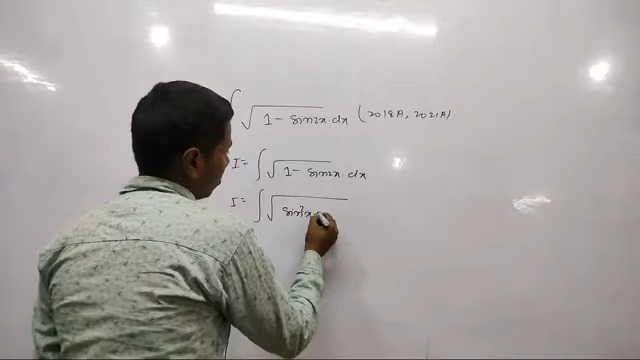 ∫ √1 - sin2x · dx (2018A, 2021A)
I = ∫ √1 - sin2x · dx
I = ∫ √sin²x